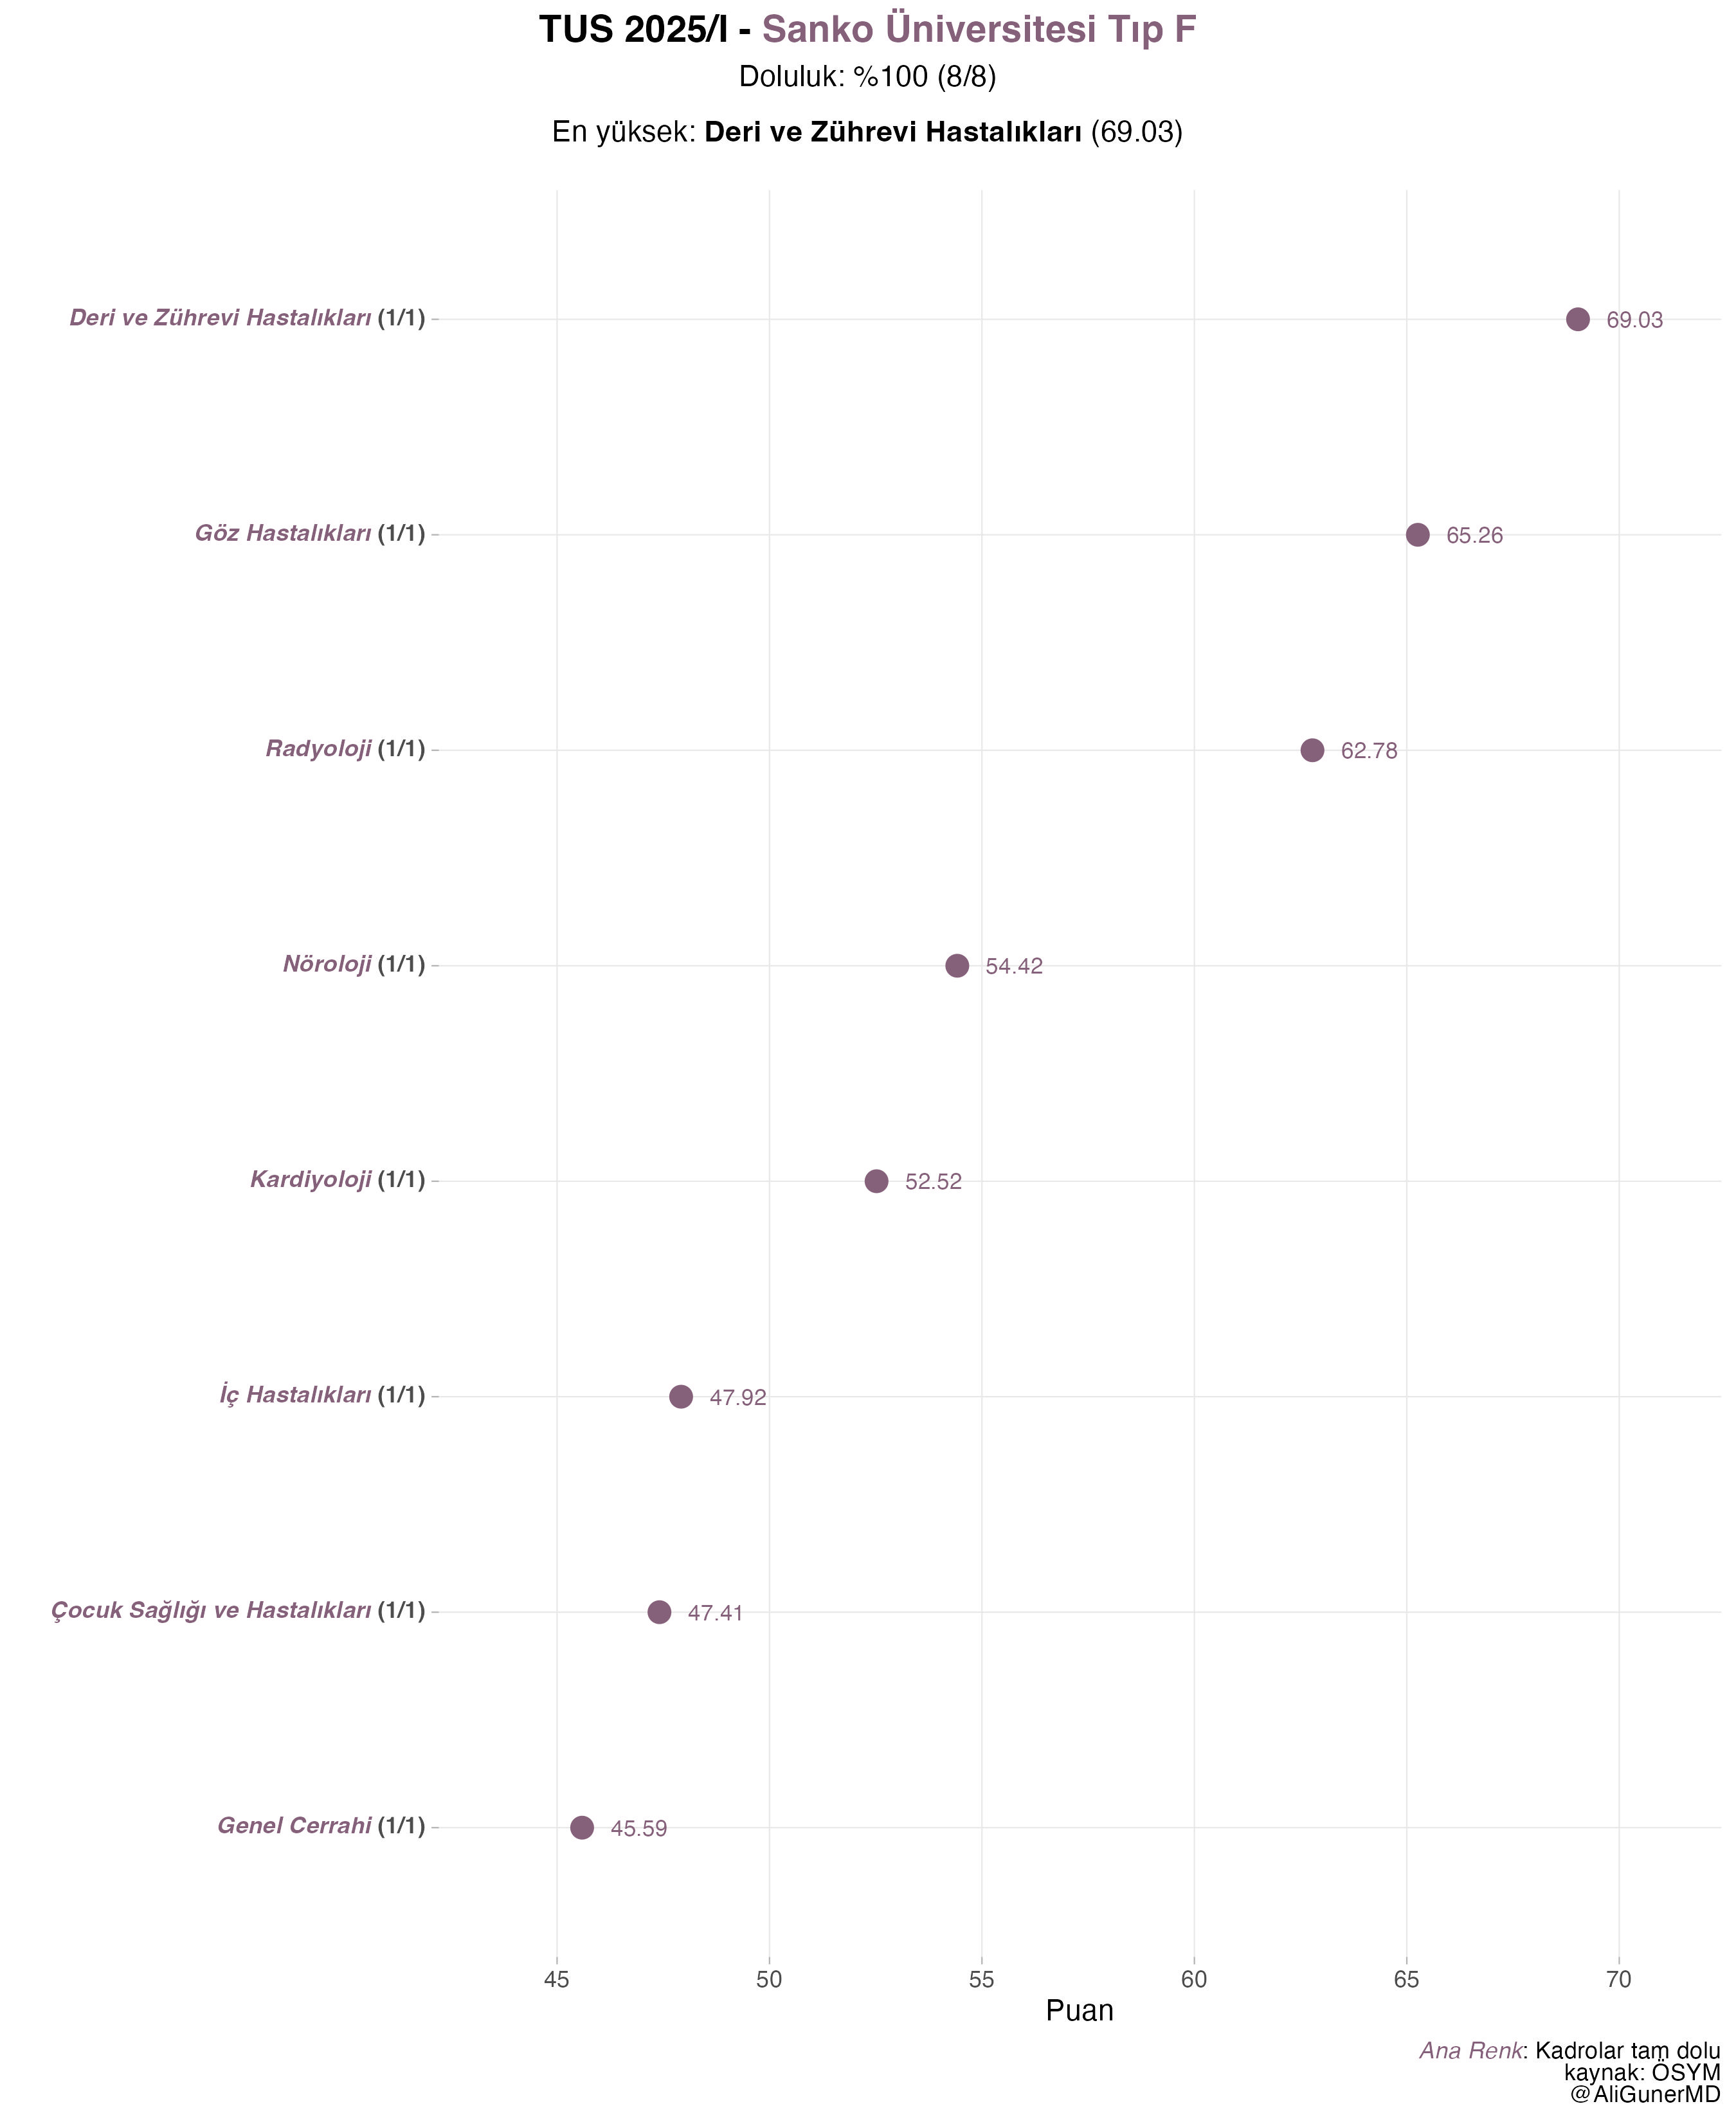 TUS 2025/I - Sanko Üniversitesi Tıp F
Doluluk: %100 (8/8)
En yüksek: Deri ve Zührevi Hastalıkları (69.03)
Deri ve Zührevi Hastalıkları (1/1)
69.03
Göz Hastalıkları (1/1)
65.26
Radyoloji (1/1)
62.78
Nöroloji (1/1)
54.42
Kardiyoloji (1/1)
52.52
İç Hastalıkları (1/1)
47.92
Çocuk Sağlığı ve Hastalıkları (1/1)
47.41
Genel Cerrahi (1/1)
45.59
45 50 55 60 65 70
Puan
Ana Renk: Kadrolar tam dolu
kaynak: ÖSYM
@AliGunerMD